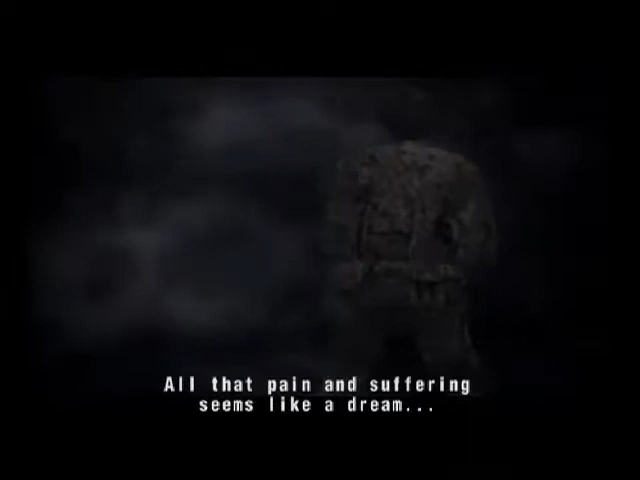 All that pain and suffering
seems like a dream...